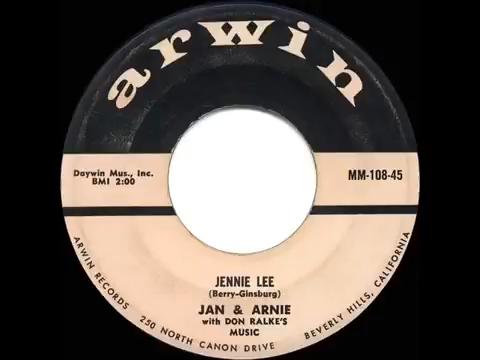 arwin
Daywin Mus., Inc.
BMI 2:00
MM-108-45
JENNIE LEE
(Berry-Ginsburg)
JAN & ARNIE
with DON RALKE'S
MUSIC
ARWIN RECORDS 250 NORTH CANON DRIVE BEVERLY HILLS, CALIFORNIA